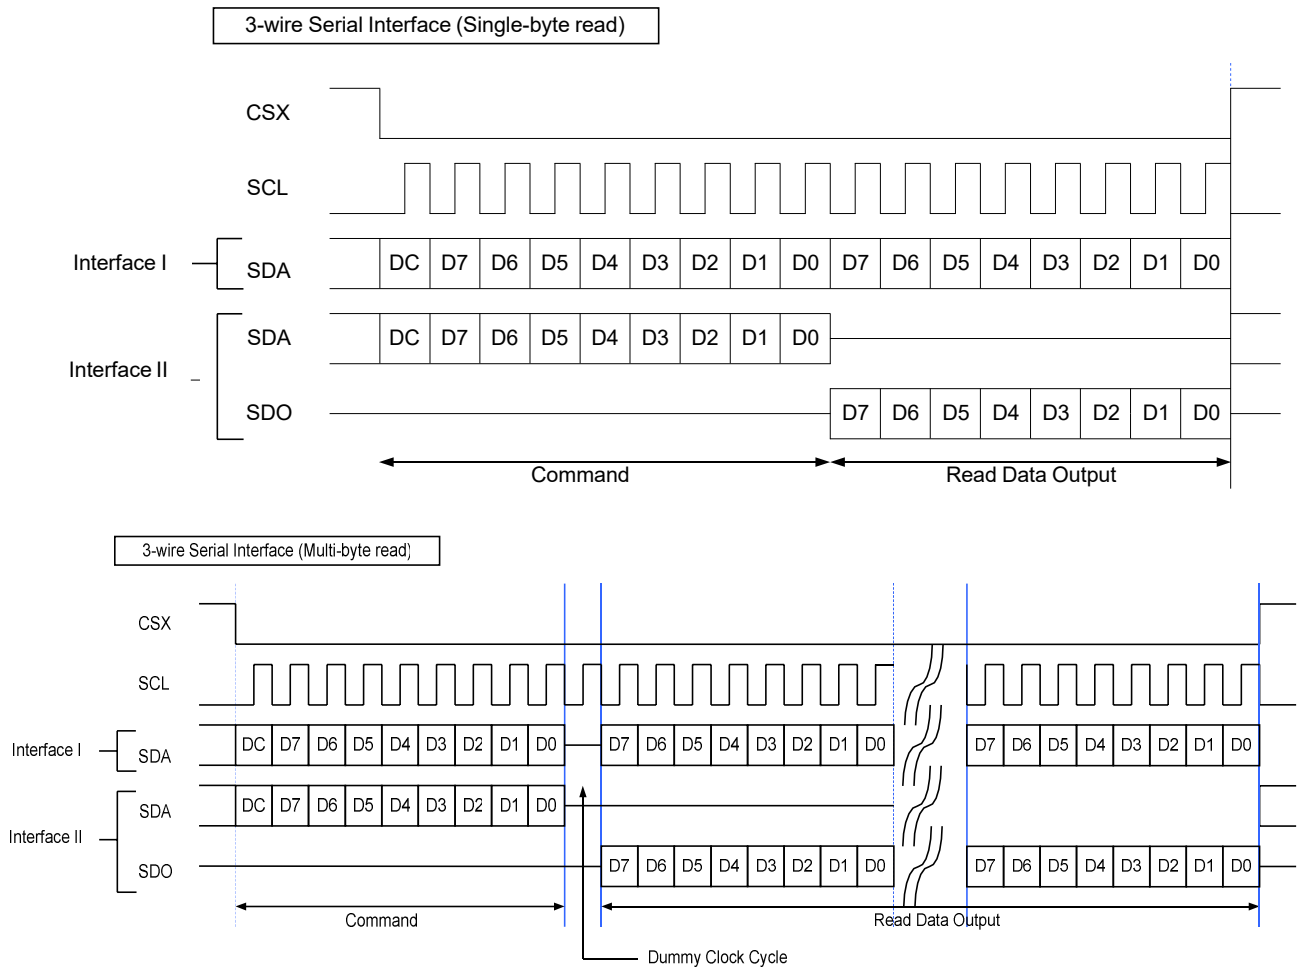 3-wire Serial Interface (Single-byte read)
CSX
SCL
Interface I
SDA
DC D7 D6 D5 D4 D3 D2 D1 D0 D7 D6 D5 D4 D3 D2 D1 D0
Interface II
SDA
DC D7 D6 D5 D4 D3 D2 D1 D0
SDO
D7 D6 D5 D4 D3 D2 D1 D0
Command
Read Data Output
3-wire Serial Interface (Multi-byte read)
CSX
SCL
Interface I
SDA
DC D7 D6 D5 D4 D3 D2 D1 D0 D7 D6 D5 D4 D3 D2 D1 D0 D7 D6 D5 D4 D3 D2 D1 D0
Interface II
SDA
DC D7 D6 D5 D4 D3 D2 D1 D0
SDO
D7 D6 D5 D4 D3 D2 D1 D0 D7 D6 D5 D4 D3 D2 D1 D0
Command
Read Data Output
Dummy Clock Cycle